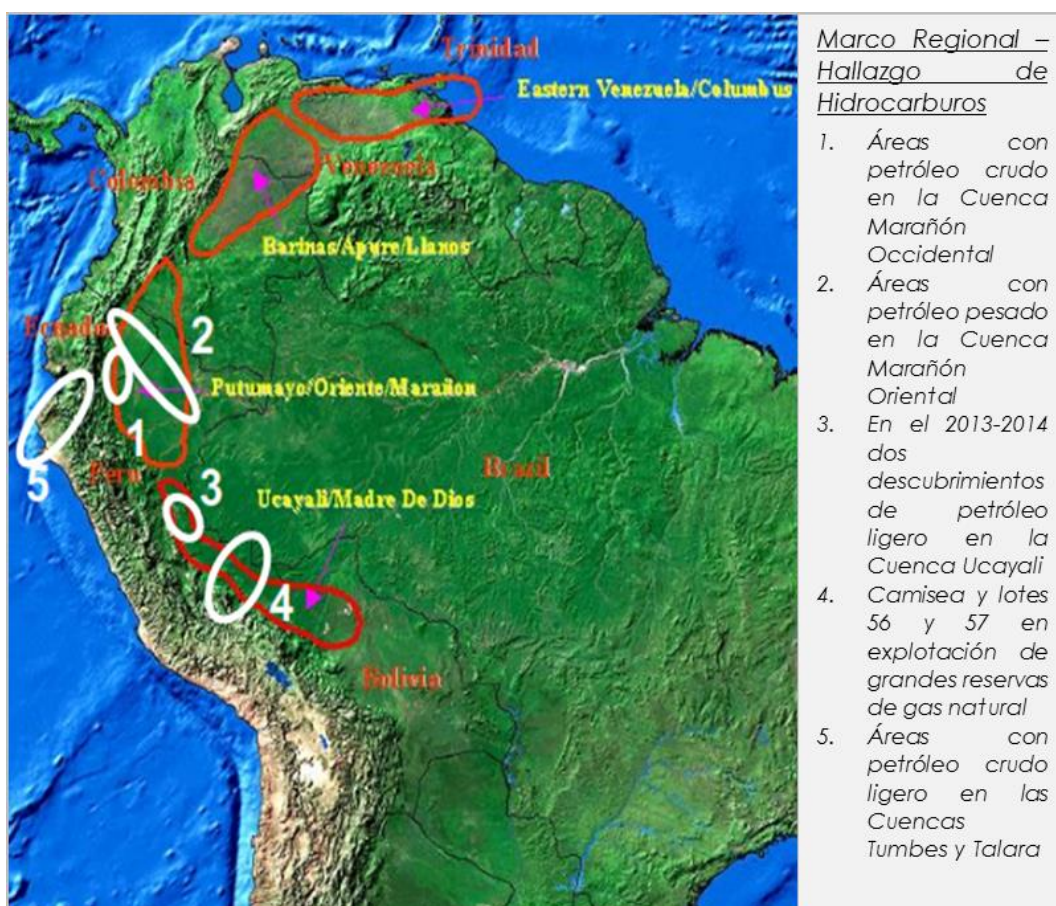 Trinidad
Eastern Venezuela/Columbus
Colombia
Venezuela
Barinas/Apure/Llanos
Ecuador
2
Putumayo/Oriente/Marañon
1
5
Peru
3
Brazil
Ucayali/Madre De Dios
4
Bolivia
Marco Regional –
Hallazgo de
Hidrocarburos
1. Áreas con
petróleo crudo
en la Cuenca
Marañón
Occidental
2. Áreas con
petróleo pesado
en la Cuenca
Marañón
Oriental
3. En el 2013-2014
dos
descubrimientos
de petróleo
ligero en la
Cuenca Ucayali
4. Camisea y lotes
56 y 57 en
explotación de
grandes reservas
de gas natural
5. Áreas con
petróleo crudo
ligero en las
Cuencas
Tumbes y Talara